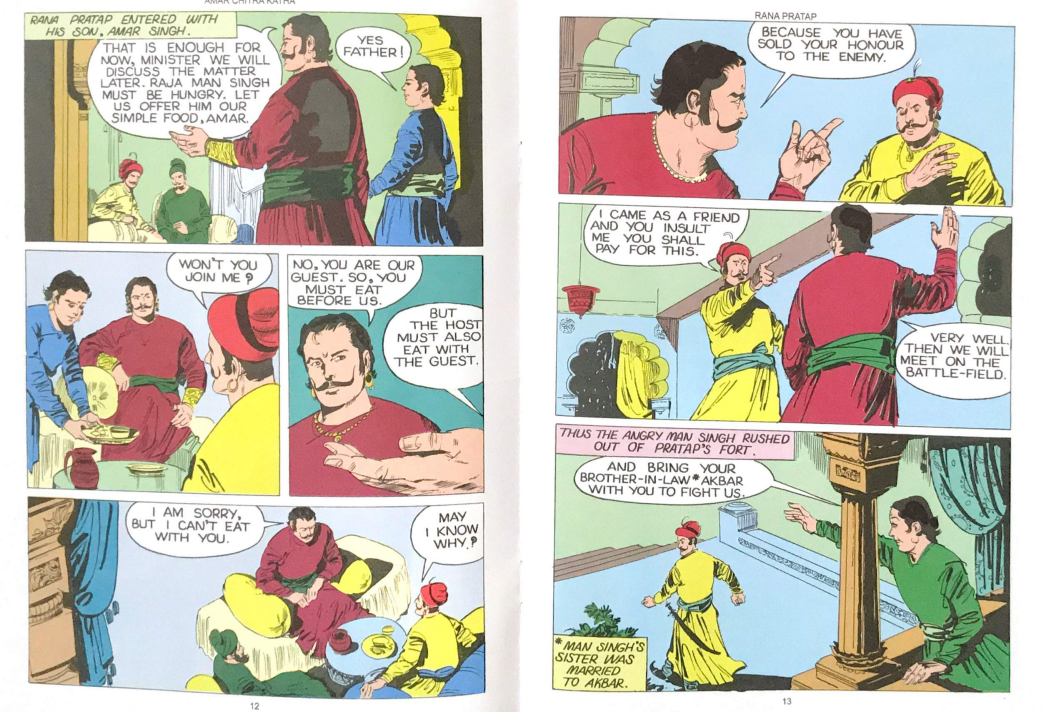 AMAR CHITRA KATHA
RANA PRATAP ENTERED WITH
HIS SON, AMAR SINGH.
THAT IS ENOUGH FOR
NOW, MINISTER WE WILL
DISCUSS THE MATTER
LATER. RAJA MAN SINGH
MUST BE HUNGRY. LET
US OFFER HIM OUR
SIMPLE FOOD, AMAR.
YES
FATHER!
WON'T YOU
JOIN ME?
NO, YOU ARE OUR
GUEST. SO, YOU
MUST EAT
BEFORE US.
BUT
THE HOST
MUST ALSO
EAT WITH
THE GUEST.
I AM SORRY,
BUT I CAN'T EAT
WITH YOU.
MAY
I KNOW
WHY?
12
RANA PRATAP
BECAUSE YOU HAVE
SOLD YOUR HONOUR
TO THE ENEMY.
I CAME AS A FRIEND
AND YOU INSULT
ME YOU SHALL
PAY FOR THIS.
VERY WELL,
THEN WE WILL
MEET ON THE
BATTLE-FIELD.
THUS THE ANGRY MAN SINGH RUSHED
OUT OF PRATAP'S FORT.
AND BRING YOUR
BROTHER-IN-LAW* AKBAR
WITH YOU TO FIGHT US.
*MAN SINGH'S
SISTER WAS
MARRIED
TO AKBAR.
13